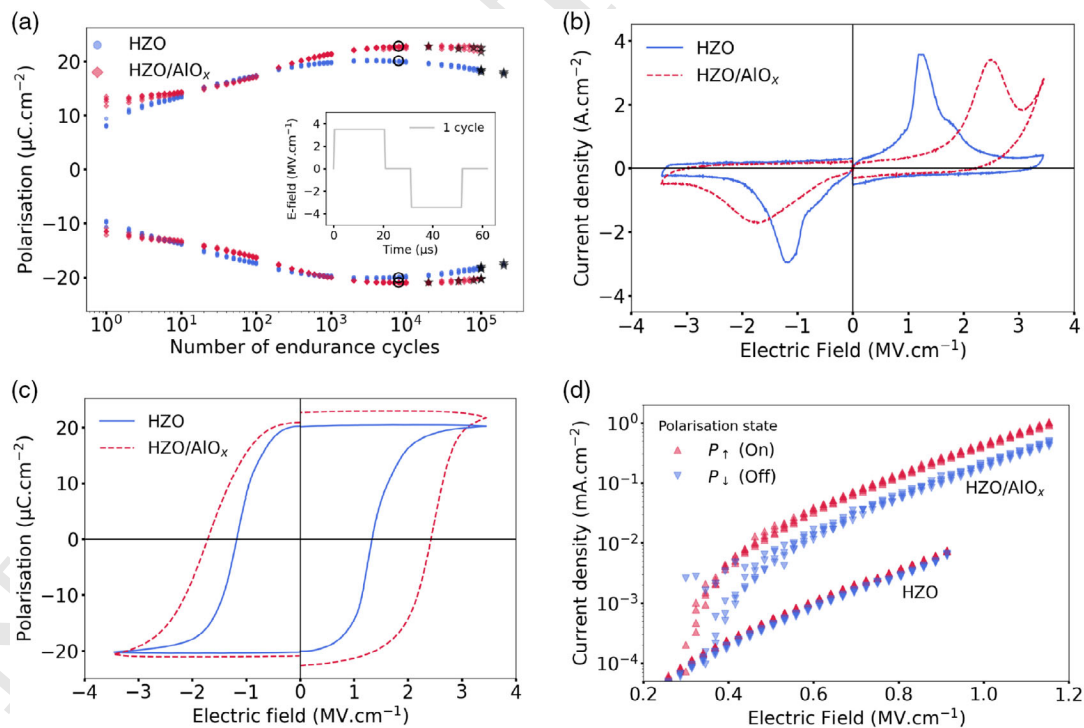 (a)
Polarisation (µC.cm⁻²)
20
10
0
−10
−20
HZO
HZO/AlOₓ
E-field (MV.cm⁻¹)
4
2
0
−2
−4
1 cycle
0 20 40 60
Time (µs)
10⁰ 10¹ 10² 10³ 10⁴ 10⁵
Number of endurance cycles
(b)
Current density (A.cm⁻²)
4
2
0
−2
−4
HZO
HZO/AlOₓ
−4 −3 −2 −1 0 1 2 3 4
Electric Field (MV.cm⁻¹)
(c)
Polarisation (µC.cm⁻²)
20
10
0
−10
−20
HZO
HZO/AlOₓ
−4 −3 −2 −1 0 1 2 3 4
Electric field (MV.cm⁻¹)
(d)
Current density (mA.cm⁻²)
10⁰
10⁻¹
10⁻²
10⁻³
10⁻⁴
Polarisation state
P↑ (On)
P↓ (Off)
HZO/AlOₓ
HZO
0.2 0.4 0.6 0.8 1.0 1.2
Electric Field (MV.cm⁻¹)